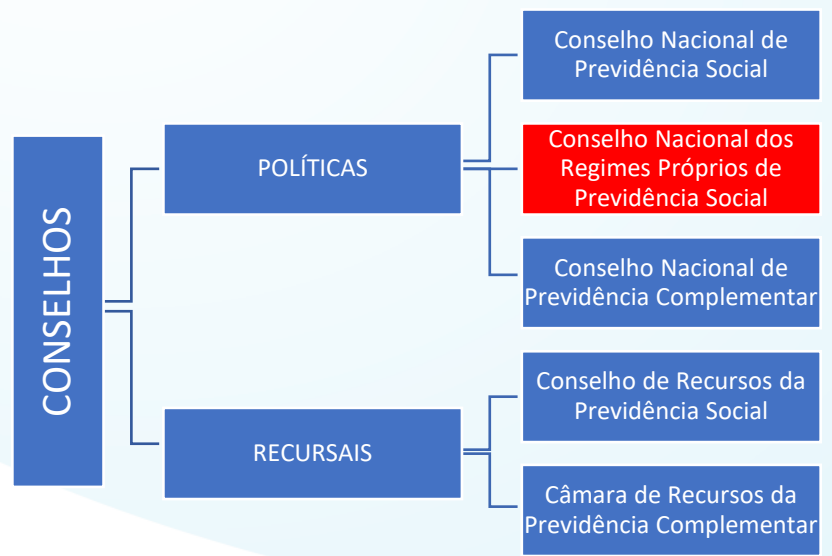 CONSELHOS
POLÍTICAS
Conselho Nacional de
Previdência Social
Conselho Nacional dos
Regimes Próprios de
Previdência Social
Conselho Nacional de
Previdência Complementar
RECURSAIS
Conselho de Recursos da
Previdência Social
Câmara de Recursos da
Previdência Complementar